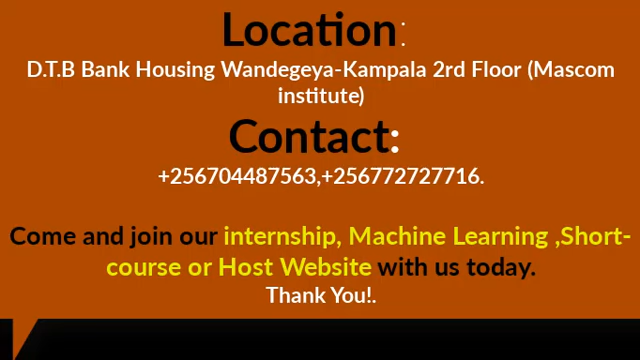 Location:
D.T.B Bank Housing Wandegeya-Kampala 2rd Floor (Mascom
institute)
Contact:
+256704487563,+256772727716.
Come and join our internship, Machine Learning ,Short-
course or Host Website with us today.
Thank You!.